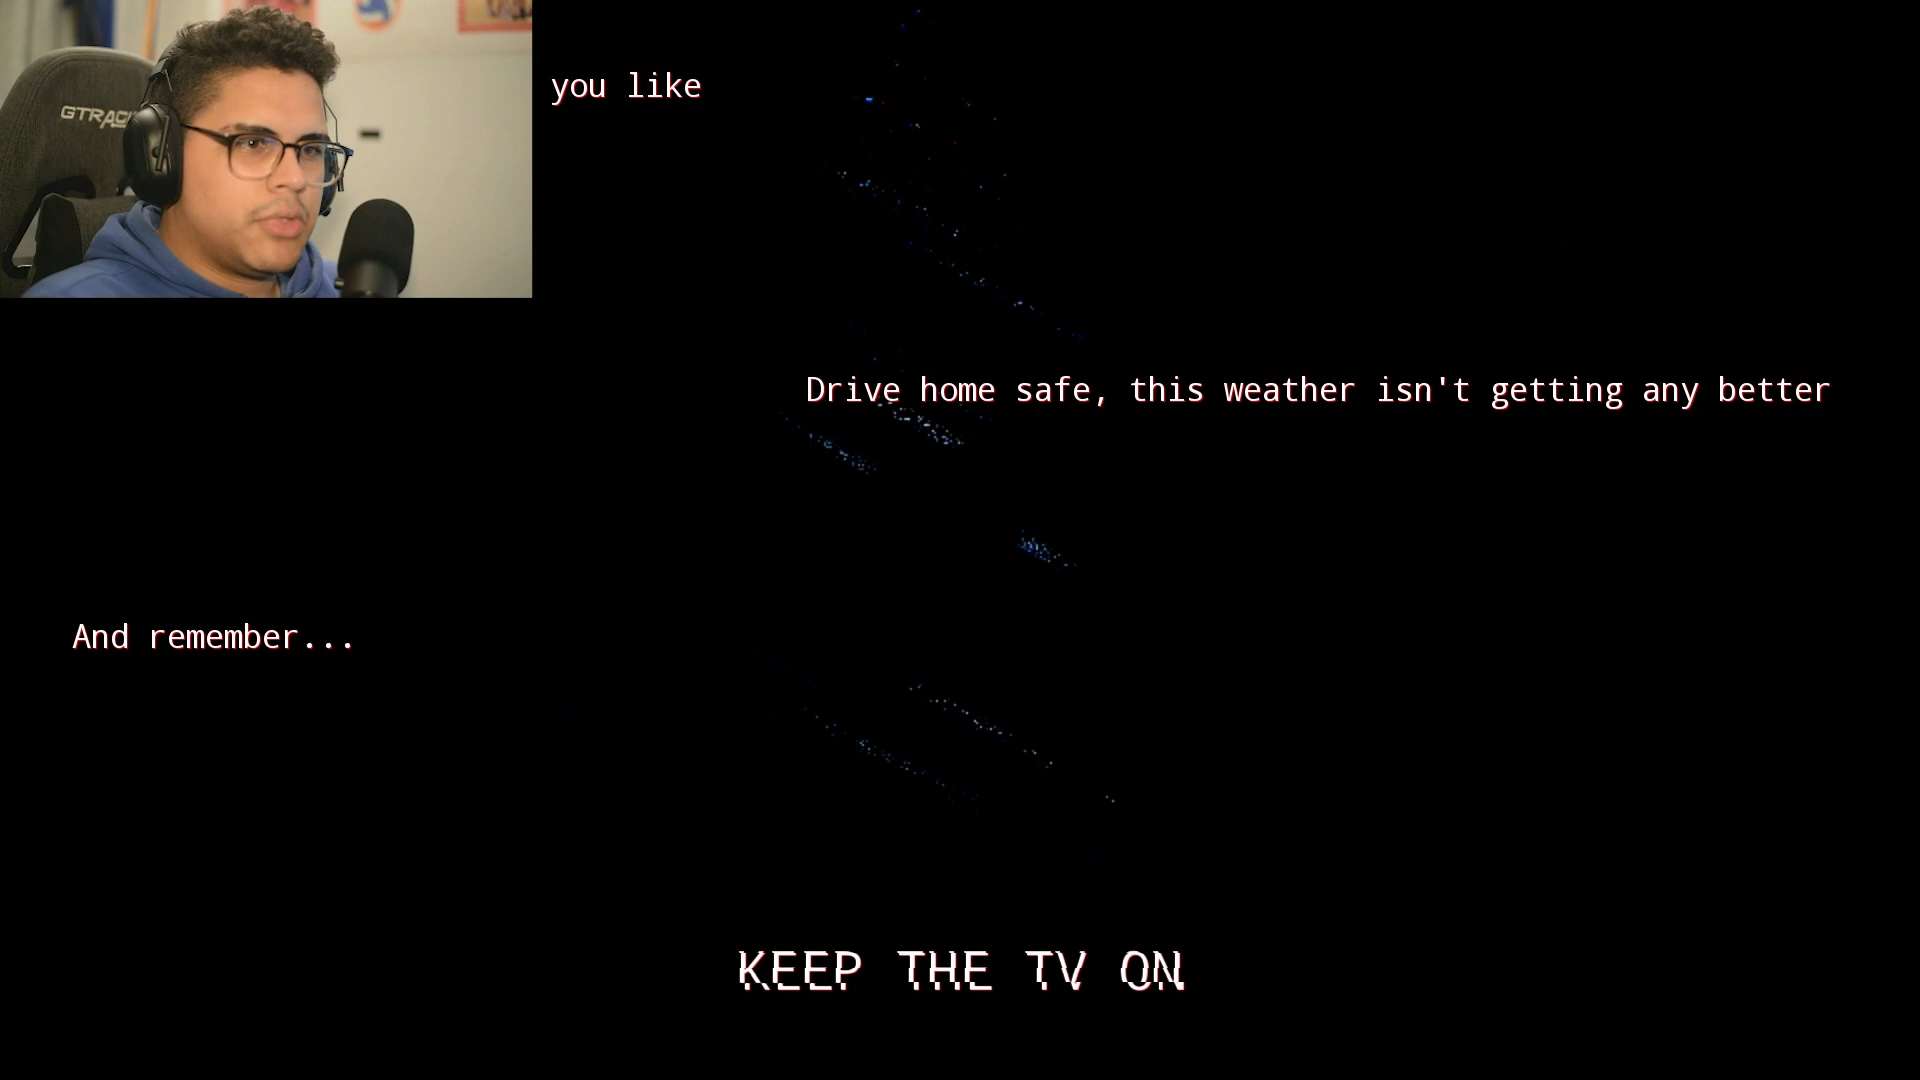 you like
Drive home safe, this weather isn't getting any better
And remember...
KEEP THE TV ON